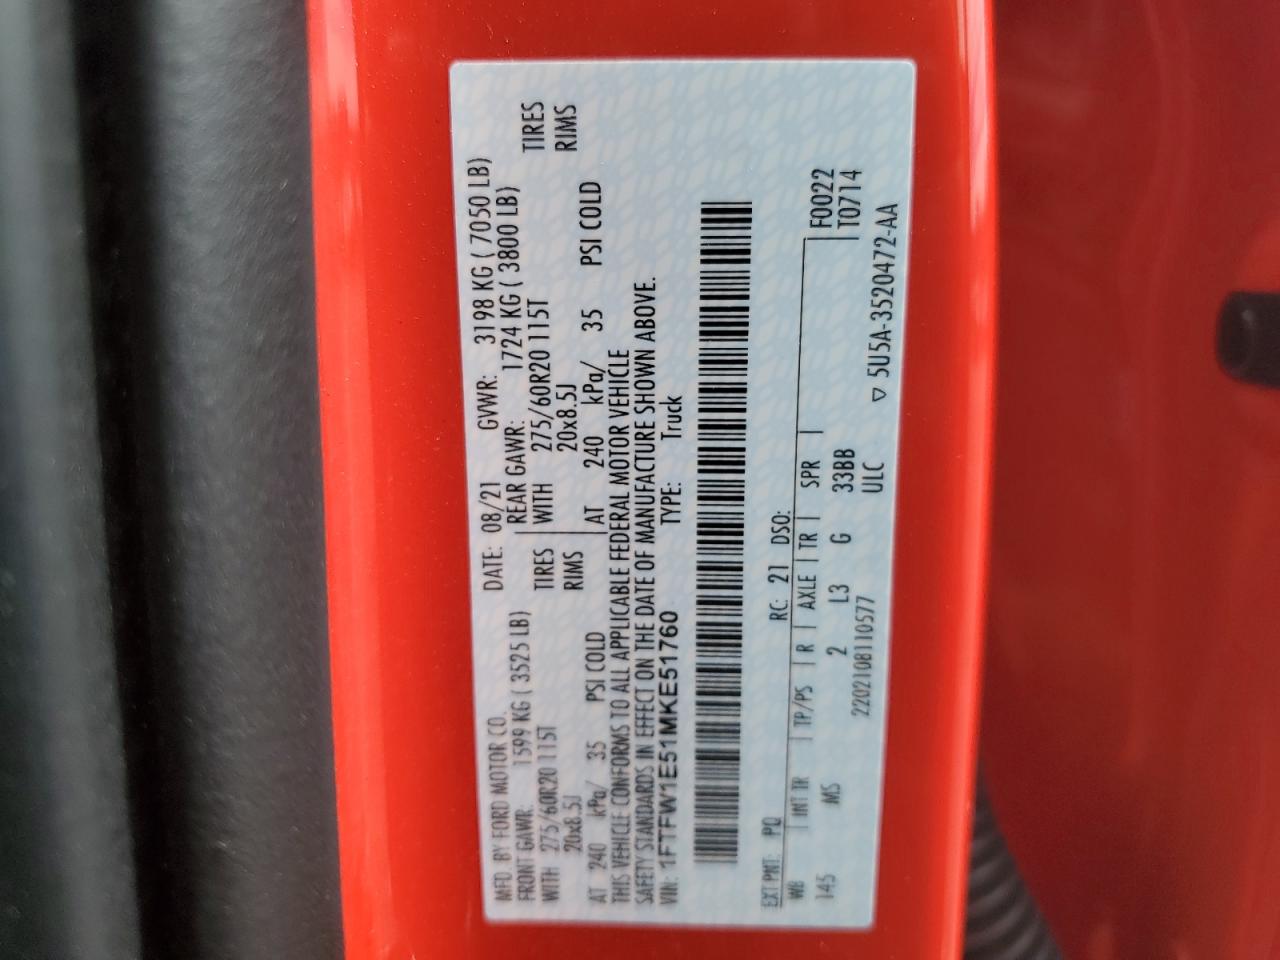 MFD. BY FORD MOTOR CO. DATE: 08/21 GVWR: 3198 KG ( 7050 LB)
FRONT GAWR: 1599 KG ( 3525 LB) REAR GAWR: 1724 KG ( 3800 LB)
WITH 275/60R20 115T TIRES WITH 275/60R20 115T TIRES
20x8.5J RIMS 20x8.5J RIMS
AT 240 kPa/ 35 PSI COLD AT 240 kPa/ 35 PSI COLD
THIS VEHICLE CONFORMS TO ALL APPLICABLE FEDERAL MOTOR VEHICLE
SAFETY STANDARDS IN EFFECT ON THE DATE OF MANUFACTURE SHOWN ABOVE.
VIN: 1FTFW1E51MKE51760 TYPE: Truck
EXT PNT: PQ RC: 21 DSO:
WB | INT TR | TP/PS | R | AXLE | TR | SPR | F0022
145 MS 2 L3 G 33BB T0714
220210811 0577 ULC
▽ 5U5A-3520472-AA